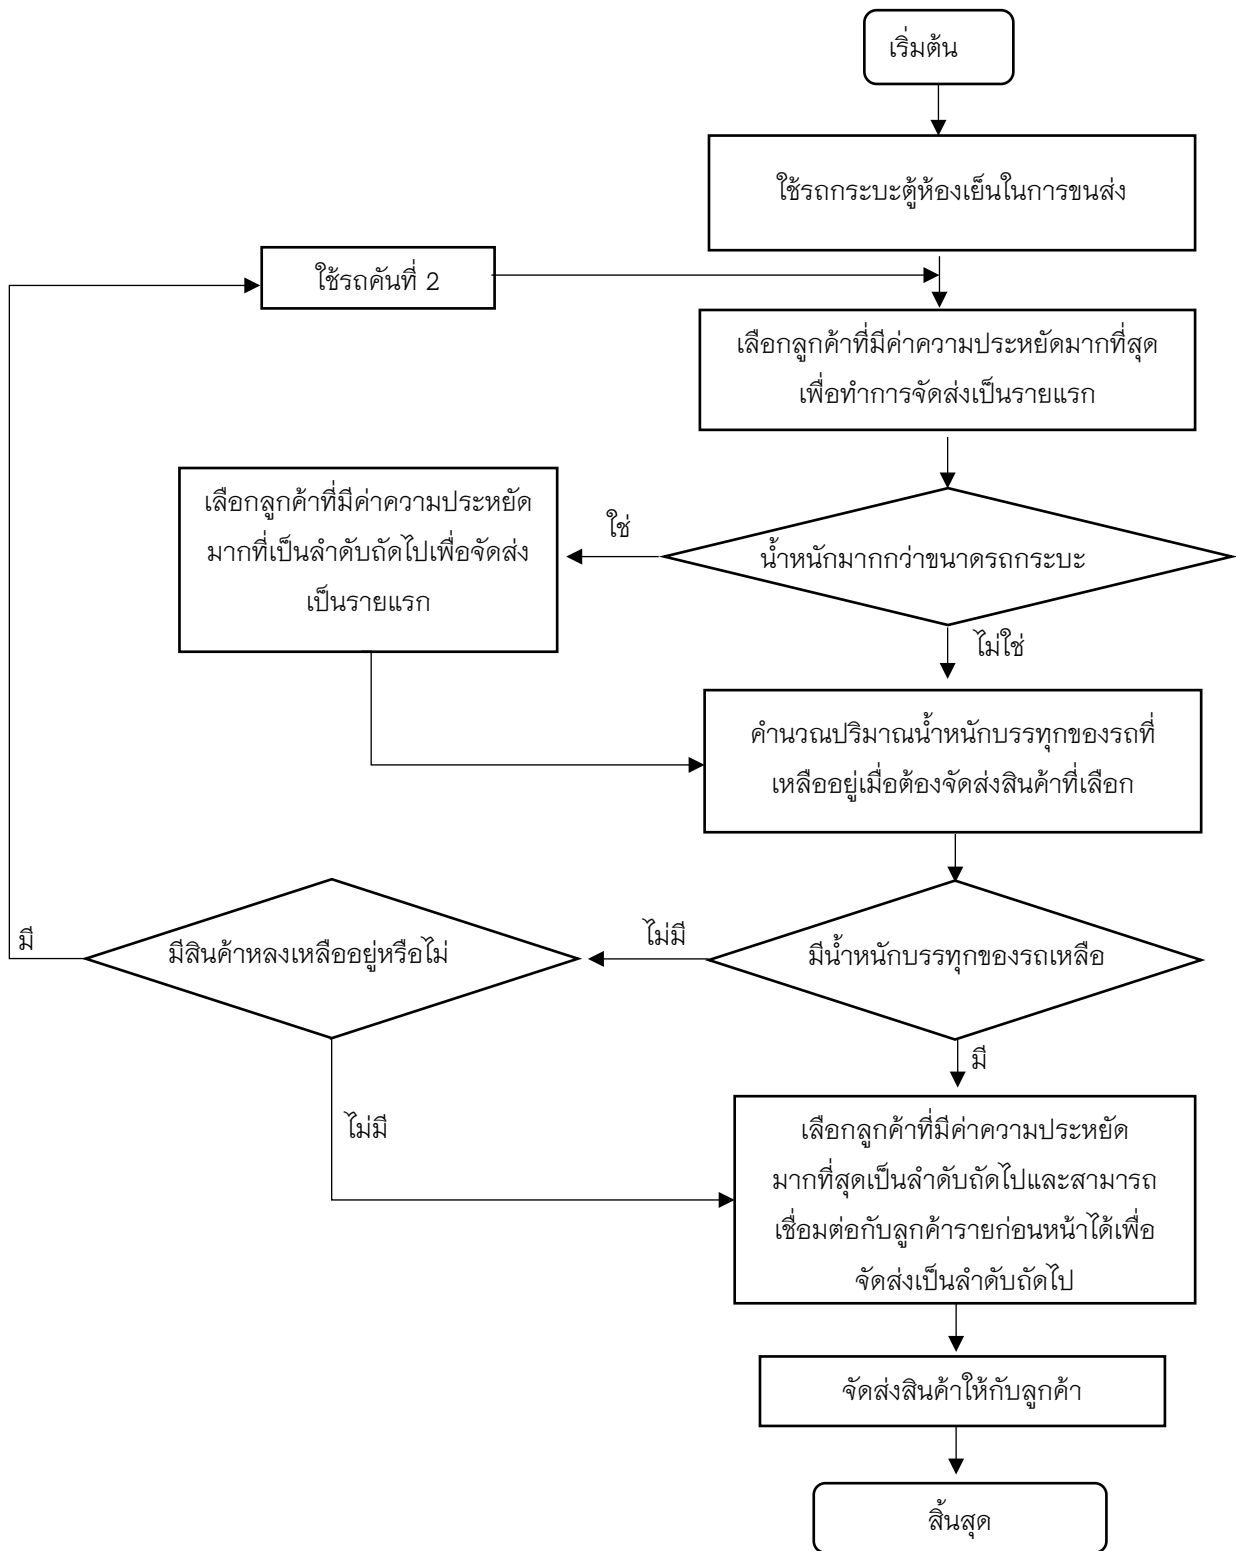 เริ่มต้น
ใช้รถกระบะตู้ห้องเย็นในการขนส่ง
ใช้รถคันที่ 2
เลือกลูกค้าที่มีค่าความประหยัดมากที่สุด
เพื่อทำการจัดส่งเป็นรายแรก
เลือกลูกค้าที่มีค่าความประหยัด
มากที่เป็นลำดับถัดไปเพื่อจัดส่ง
เป็นรายแรก
ใช่
น้ำหนักมากกว่าขนาดรถกระบะ
ไม่ใช่
คำนวณปริมาณน้ำหนักบรรทุกของรถที่
เหลืออยู่เมื่อต้องจัดส่งสินค้าที่เลือก
มี
มีสินค้าหลงเหลืออยู่หรือไม่
ไม่มี
มีน้ำหนักบรรทุกของรถเหลือ
มี
ไม่มี
เลือกลูกค้าที่มีค่าความประหยัด
มากที่สุดเป็นลำดับถัดไปและสามารถ
เชื่อมต่อกับลูกค้ารายก่อนหน้าได้เพื่อ
จัดส่งเป็นลำดับถัดไป
จัดส่งสินค้าให้กับลูกค้า
สิ้นสุด